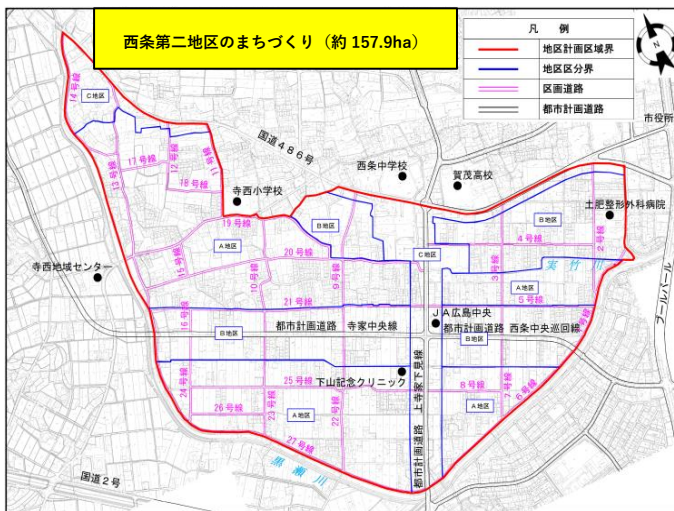 西条第二地区のまちづくり（約 157.9ha）
凡　例
地区計画区域界
地区区分界
区画道路
都市計画道路
N
市役所
国道４８６号
西条中学校
賀茂高校
寺西小学校
土肥整形外科病院
寺西地域センター
ブールバール
実竹川
ＪＡ広島中央
都市計画道路　寺家中央線
都市計画道路 西条中央巡回線
下山記念クリニック
都市計画道路　上寺家下見線
黒瀬川
国道２号
C地区
A地区
B地区
C地区
B地区
A地区
B地区
B地区
A地区
A地区
14号線
13号線
17号線
12号線
11号線
18号線
19号線
15号線
10号線
20号線
9号線
21号線
16号線
4号線
3号線
2号線
5号線
24号線
25号線
26号線
23号線
22号線
27号線
8号線
7号線
6号線